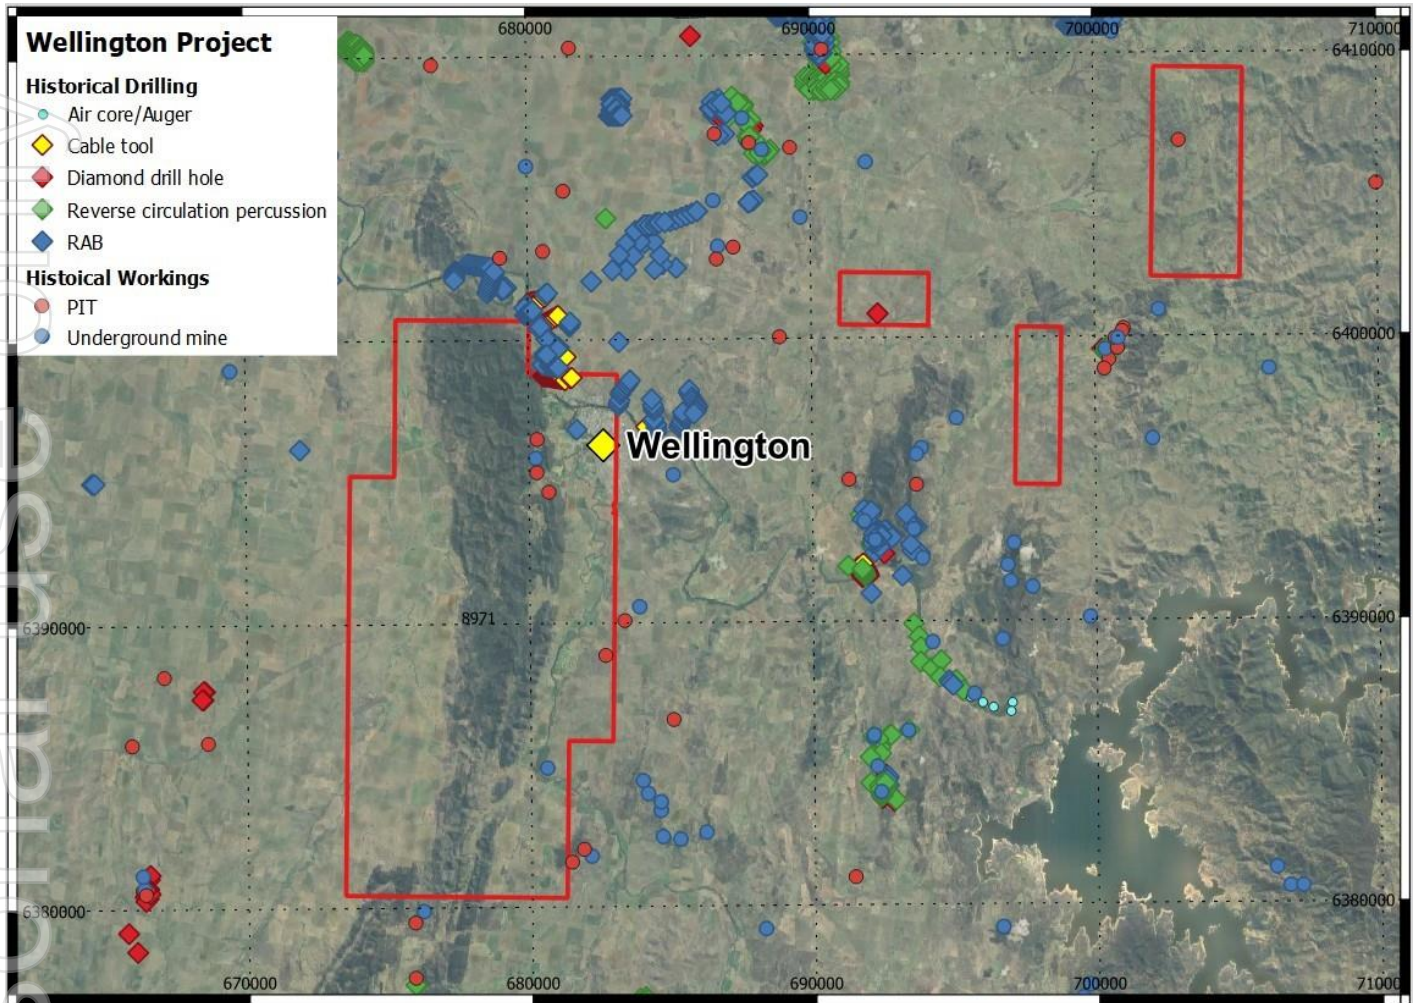 Wellington Project
Historical Drilling
Air core/Auger
Cable tool
Diamond drill hole
Reverse circulation percussion
RAB
Histoical Workings
PIT
Underground mine
680000
690000
700000
710000
6410000
6400000
Wellington
8971
6390000
6390000
6380000
6380000
670000
680000
690000
700000
710000